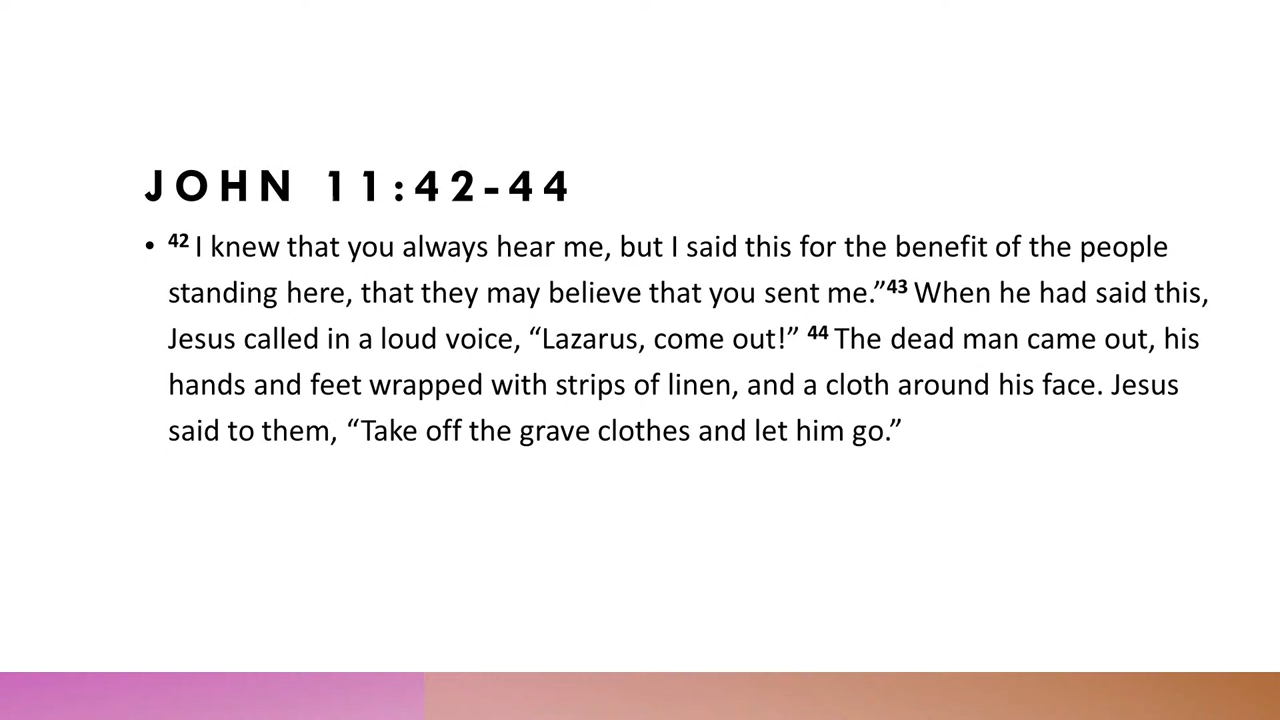 JOHN 11:42-44
• 42 I knew that you always hear me, but I said this for the benefit of the people
standing here, that they may believe that you sent me.”43 When he had said this,
Jesus called in a loud voice, “Lazarus, come out!” 44 The dead man came out, his
hands and feet wrapped with strips of linen, and a cloth around his face. Jesus
said to them, “Take off the grave clothes and let him go.”